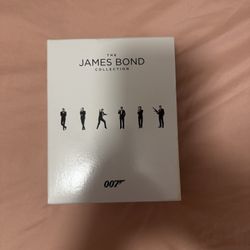 THE
JAMES BOND
COLLECTION
007